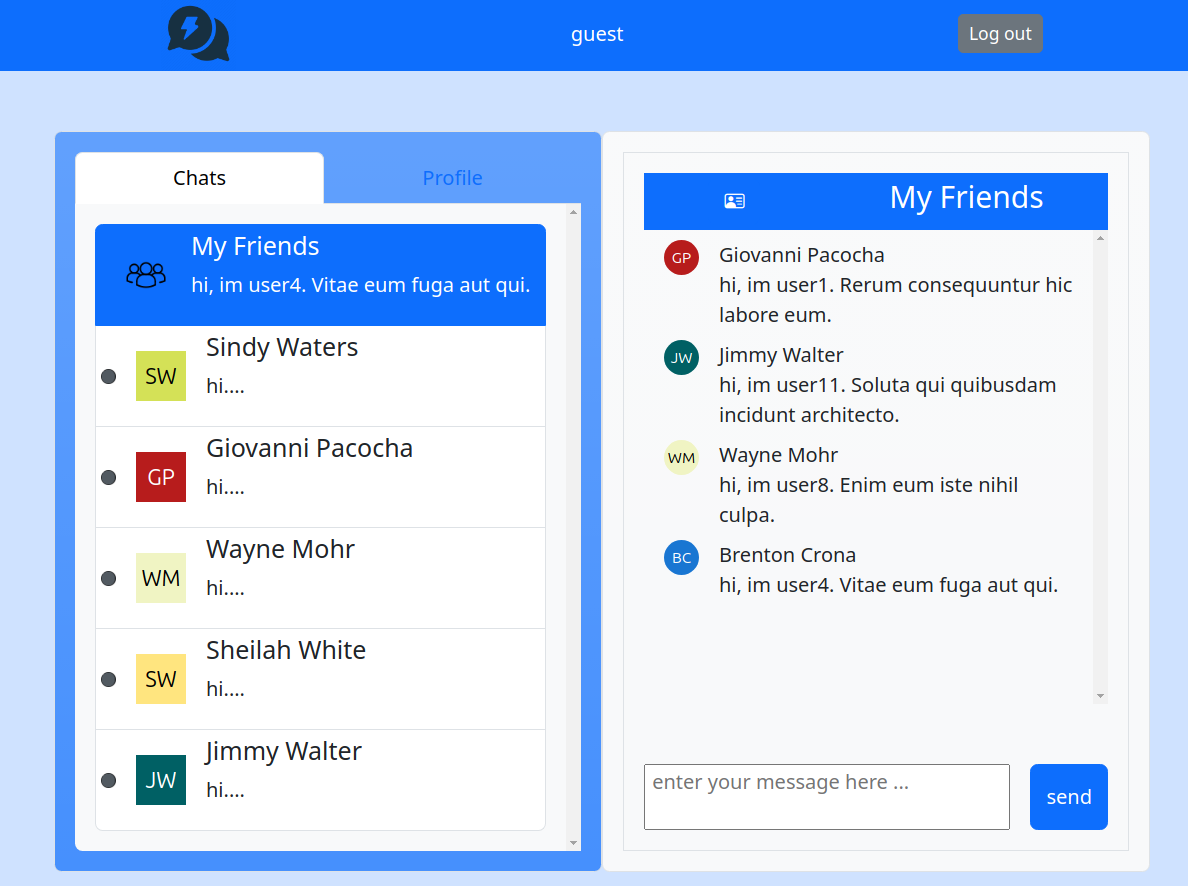 guest
Log out
Chats
Profile
My Friends
hi, im user4. Vitae eum fuga aut qui.
SW
Sindy Waters
hi....
GP
Giovanni Pacocha
hi....
WM
Wayne Mohr
hi....
SW
Sheilah White
hi....
JW
Jimmy Walter
hi....
My Friends
GP
Giovanni Pacocha
hi, im user1. Rerum consequuntur hic
labore eum.
JW
Jimmy Walter
hi, im user11. Soluta qui quibusdam
incidunt architecto.
WM
Wayne Mohr
hi, im user8. Enim eum iste nihil
culpa.
BC
Brenton Crona
hi, im user4. Vitae eum fuga aut qui.
enter your message here ...
send